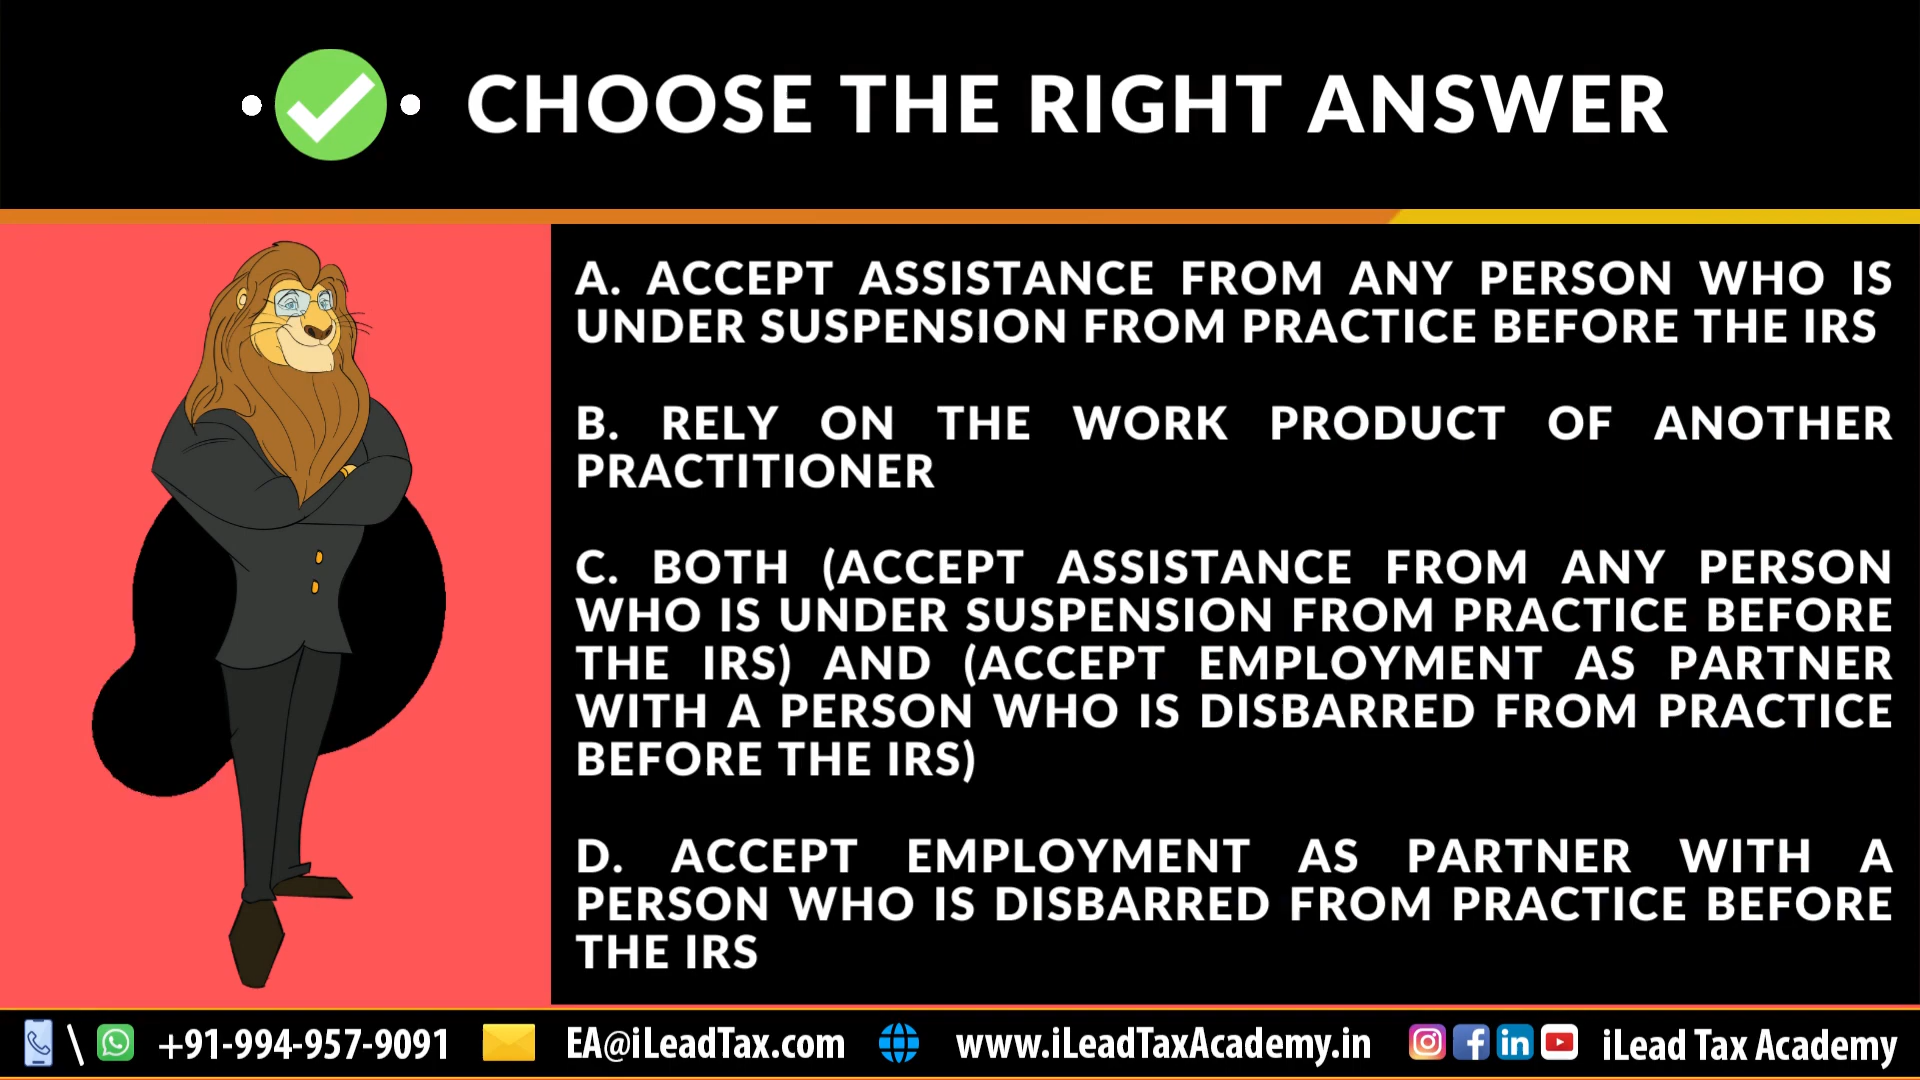 CHOOSE THE RIGHT ANSWER
A. ACCEPT ASSISTANCE FROM ANY PERSON WHO IS
UNDER SUSPENSION FROM PRACTICE BEFORE THE IRS
B. RELY ON THE WORK PRODUCT OF ANOTHER
PRACTITIONER
C. BOTH (ACCEPT ASSISTANCE FROM ANY PERSON
WHO IS UNDER SUSPENSION FROM PRACTICE BEFORE
THE IRS) AND (ACCEPT EMPLOYMENT AS PARTNER
WITH A PERSON WHO IS DISBARRED FROM PRACTICE
BEFORE THE IRS)
D. ACCEPT EMPLOYMENT AS PARTNER WITH A
PERSON WHO IS DISBARRED FROM PRACTICE BEFORE
THE IRS
\ +91-994-957-9091 EA@iLeadTax.com www.iLeadTaxAcademy.in iLead Tax Academy